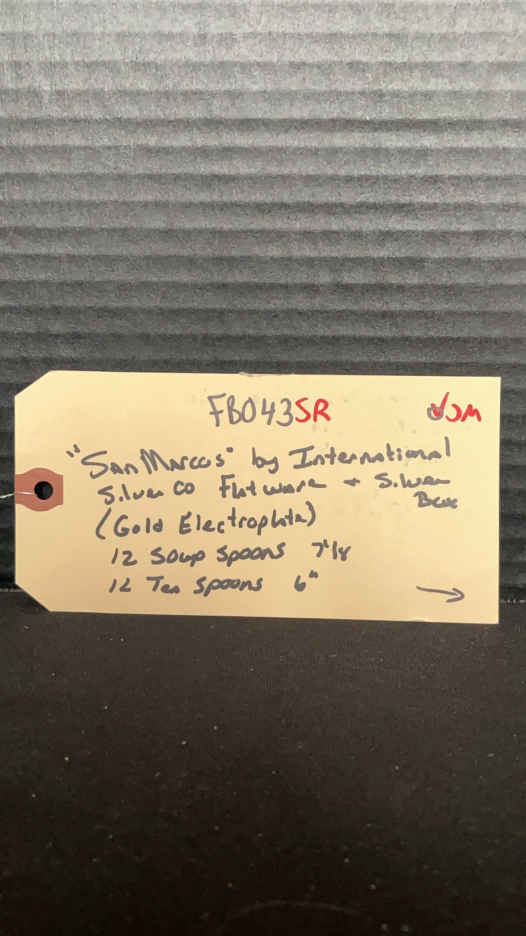 FB043SR JM
"San Marcos" by International
Silver Co Flatware + Silver
Box
(Gold Electroplate)
12 Soup Spoons 7 1/8
12 Tea Spoons 6"